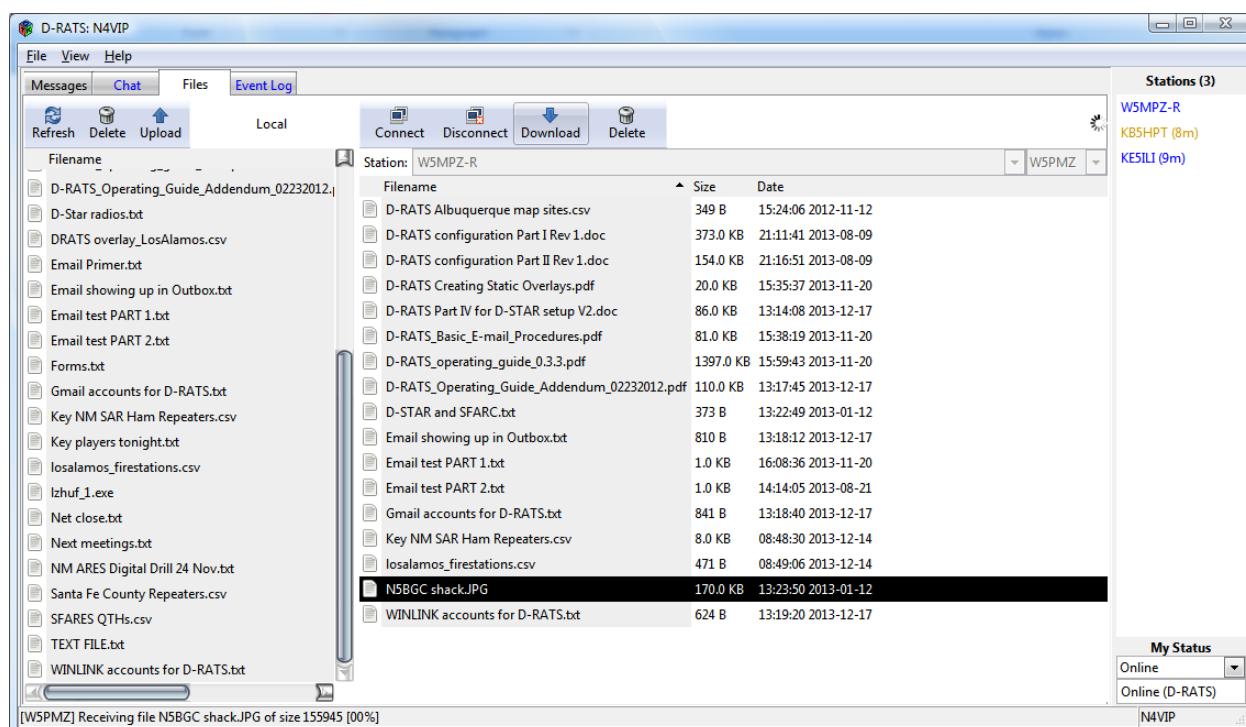 D-RATS: N4VIP
File View Help
Messages Chat Files Event Log
Refresh Delete Upload Local
Connect Disconnect Download Delete
Station: W5MPZ-R W5PMZ
Filename
D-RATS_Operating_Guide_Addendum_02232012.p
D-Star radios.txt
DRATS overlay_LosAlamos.csv
Email Primer.txt
Email showing up in Outbox.txt
Email test PART 1.txt
Email test PART 2.txt
Forms.txt
Gmail accounts for D-RATS.txt
Key NM SAR Ham Repeaters.csv
Key players tonight.txt
losalamos_firestations.csv
lzhuf_1.exe
Net close.txt
Next meetings.txt
NM ARES Digital Drill 24 Nov.txt
Santa Fe County Repeaters.csv
SFARES QTHs.csv
TEXT FILE.txt
WINLINK accounts for D-RATS.txt
Filename Size Date
D-RATS Albuquerque map sites.csv 349 B 15:24:06 2012-11-12
D-RATS configuration Part I Rev 1.doc 373.0 KB 21:11:41 2013-08-09
D-RATS configuration Part II Rev 1.doc 154.0 KB 21:16:51 2013-08-09
D-RATS Creating Static Overlays.pdf 20.0 KB 15:35:37 2013-11-20
D-RATS Part IV for D-STAR setup V2.doc 86.0 KB 13:14:08 2013-12-17
D-RATS_Basic_E-mail_Procedures.pdf 81.0 KB 15:38:19 2013-11-20
D-RATS_operating_guide_0.3.3.pdf 1397.0 KB 15:59:43 2013-11-20
D-RATS_Operating_Guide_Addendum_02232012.pdf 110.0 KB 13:17:45 2013-12-17
D-STAR and SFARC.txt 373 B 13:22:49 2013-01-12
Email showing up in Outbox.txt 810 B 13:18:12 2013-12-17
Email test PART 1.txt 1.0 KB 16:08:36 2013-11-20
Email test PART 2.txt 1.0 KB 14:14:05 2013-08-21
Gmail accounts for D-RATS.txt 841 B 13:18:40 2013-12-17
Key NM SAR Ham Repeaters.csv 8.0 KB 08:48:30 2013-12-14
losalamos_firestations.csv 471 B 08:49:06 2013-12-14
N5BGC shack.JPG 170.0 KB 13:23:50 2013-01-12
WINLINK accounts for D-RATS.txt 624 B 13:19:20 2013-12-17
Stations (3)
W5MPZ-R
KB5HPT (8m)
KE5ILI (9m)
My Status
Online
Online (D-RATS)
[W5PMZ] Receiving file N5BGC shack.JPG of size 155945 [00%]
N4VIP